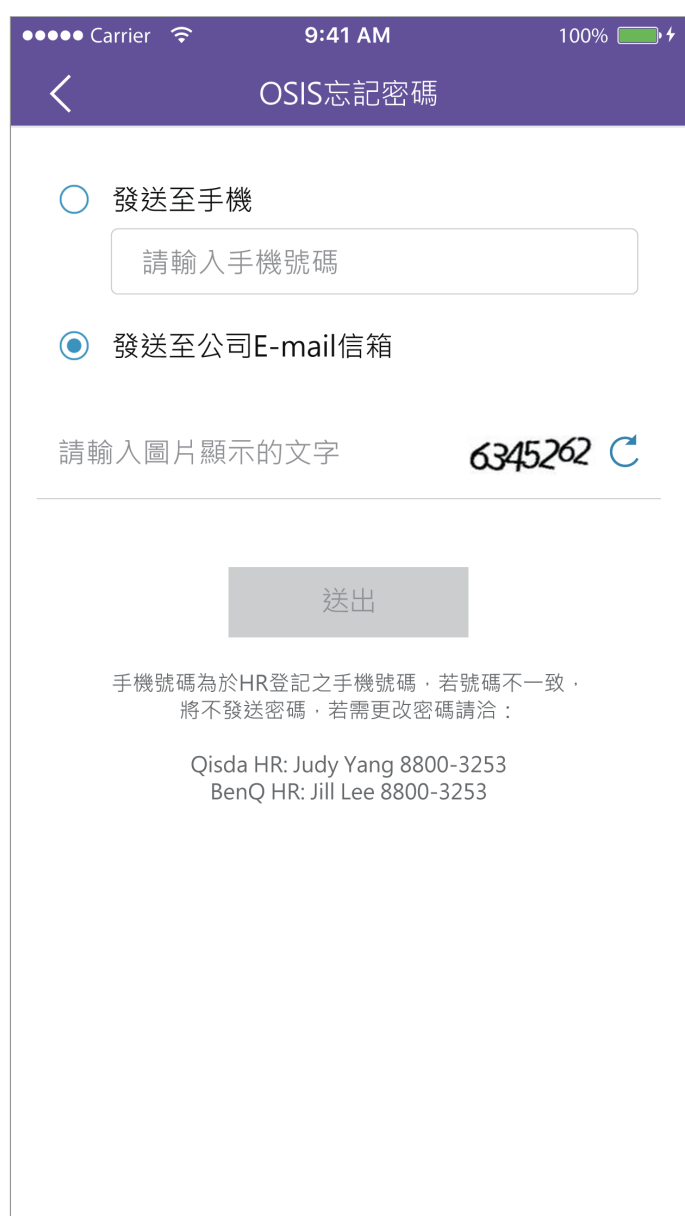 Carrier 9:41 AM 100%
OSIS忘記密碼
發送至手機
請輸入手機號碼
發送至公司E-mail信箱
請輸入圖片顯示的文字 6345262
送出
手機號碼為於HR登記之手機號碼，若號碼不一致，
將不發送密碼，若需更改密碼請洽：
Qisda HR: Judy Yang 8800-3253
BenQ HR: Jill Lee 8800-3253